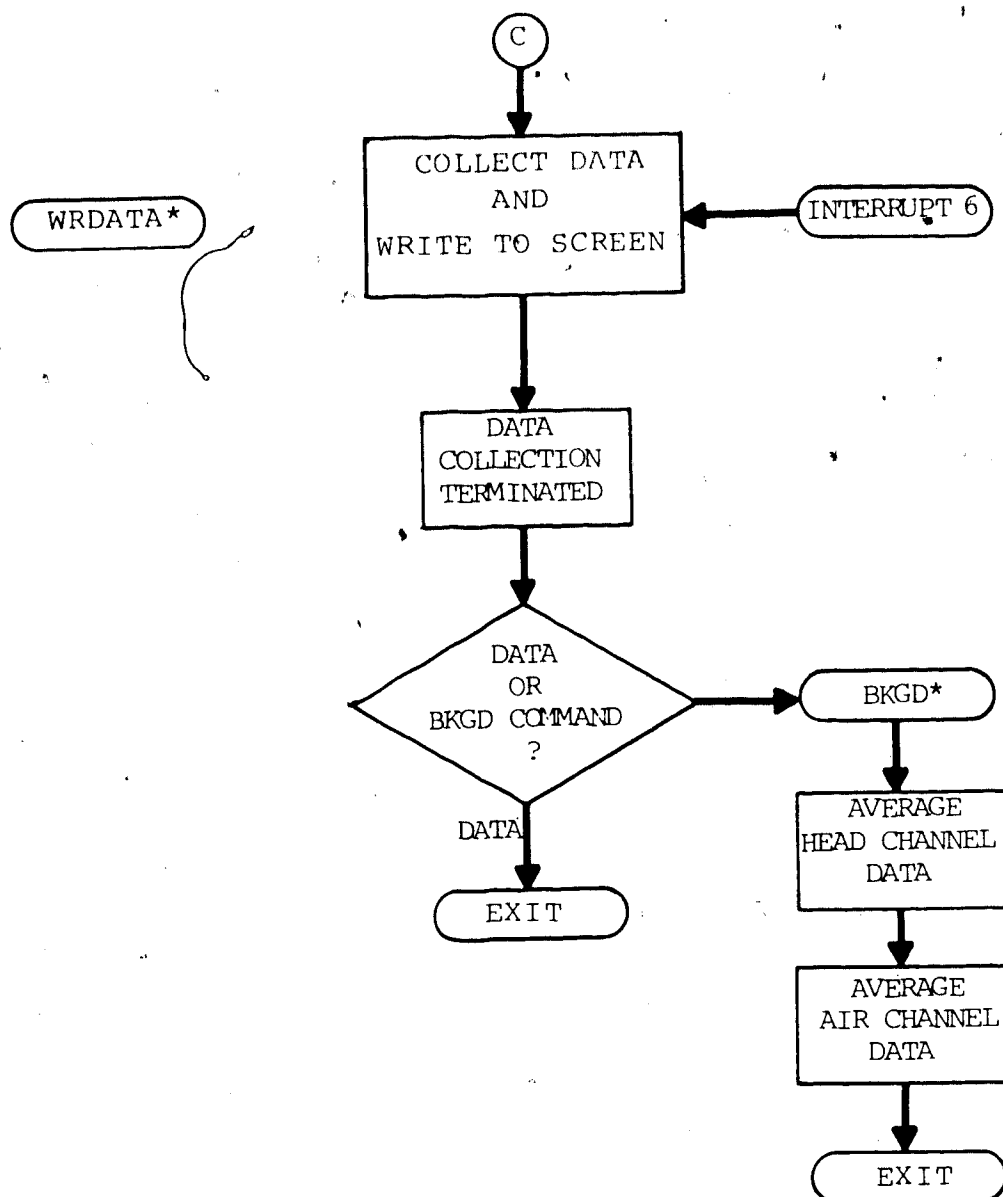 C
COLLECT DATA
AND
WRITE TO SCREEN
WRDATA*
INTERRUPT 6
DATA
COLLECTION
TERMINATED
DATA
OR
BKGD COMMAND
?
BKGD*
DATA
EXIT
AVERAGE
HEAD CHANNEL
DATA
AVERAGE
AIR CHANNEL
DATA
EXIT